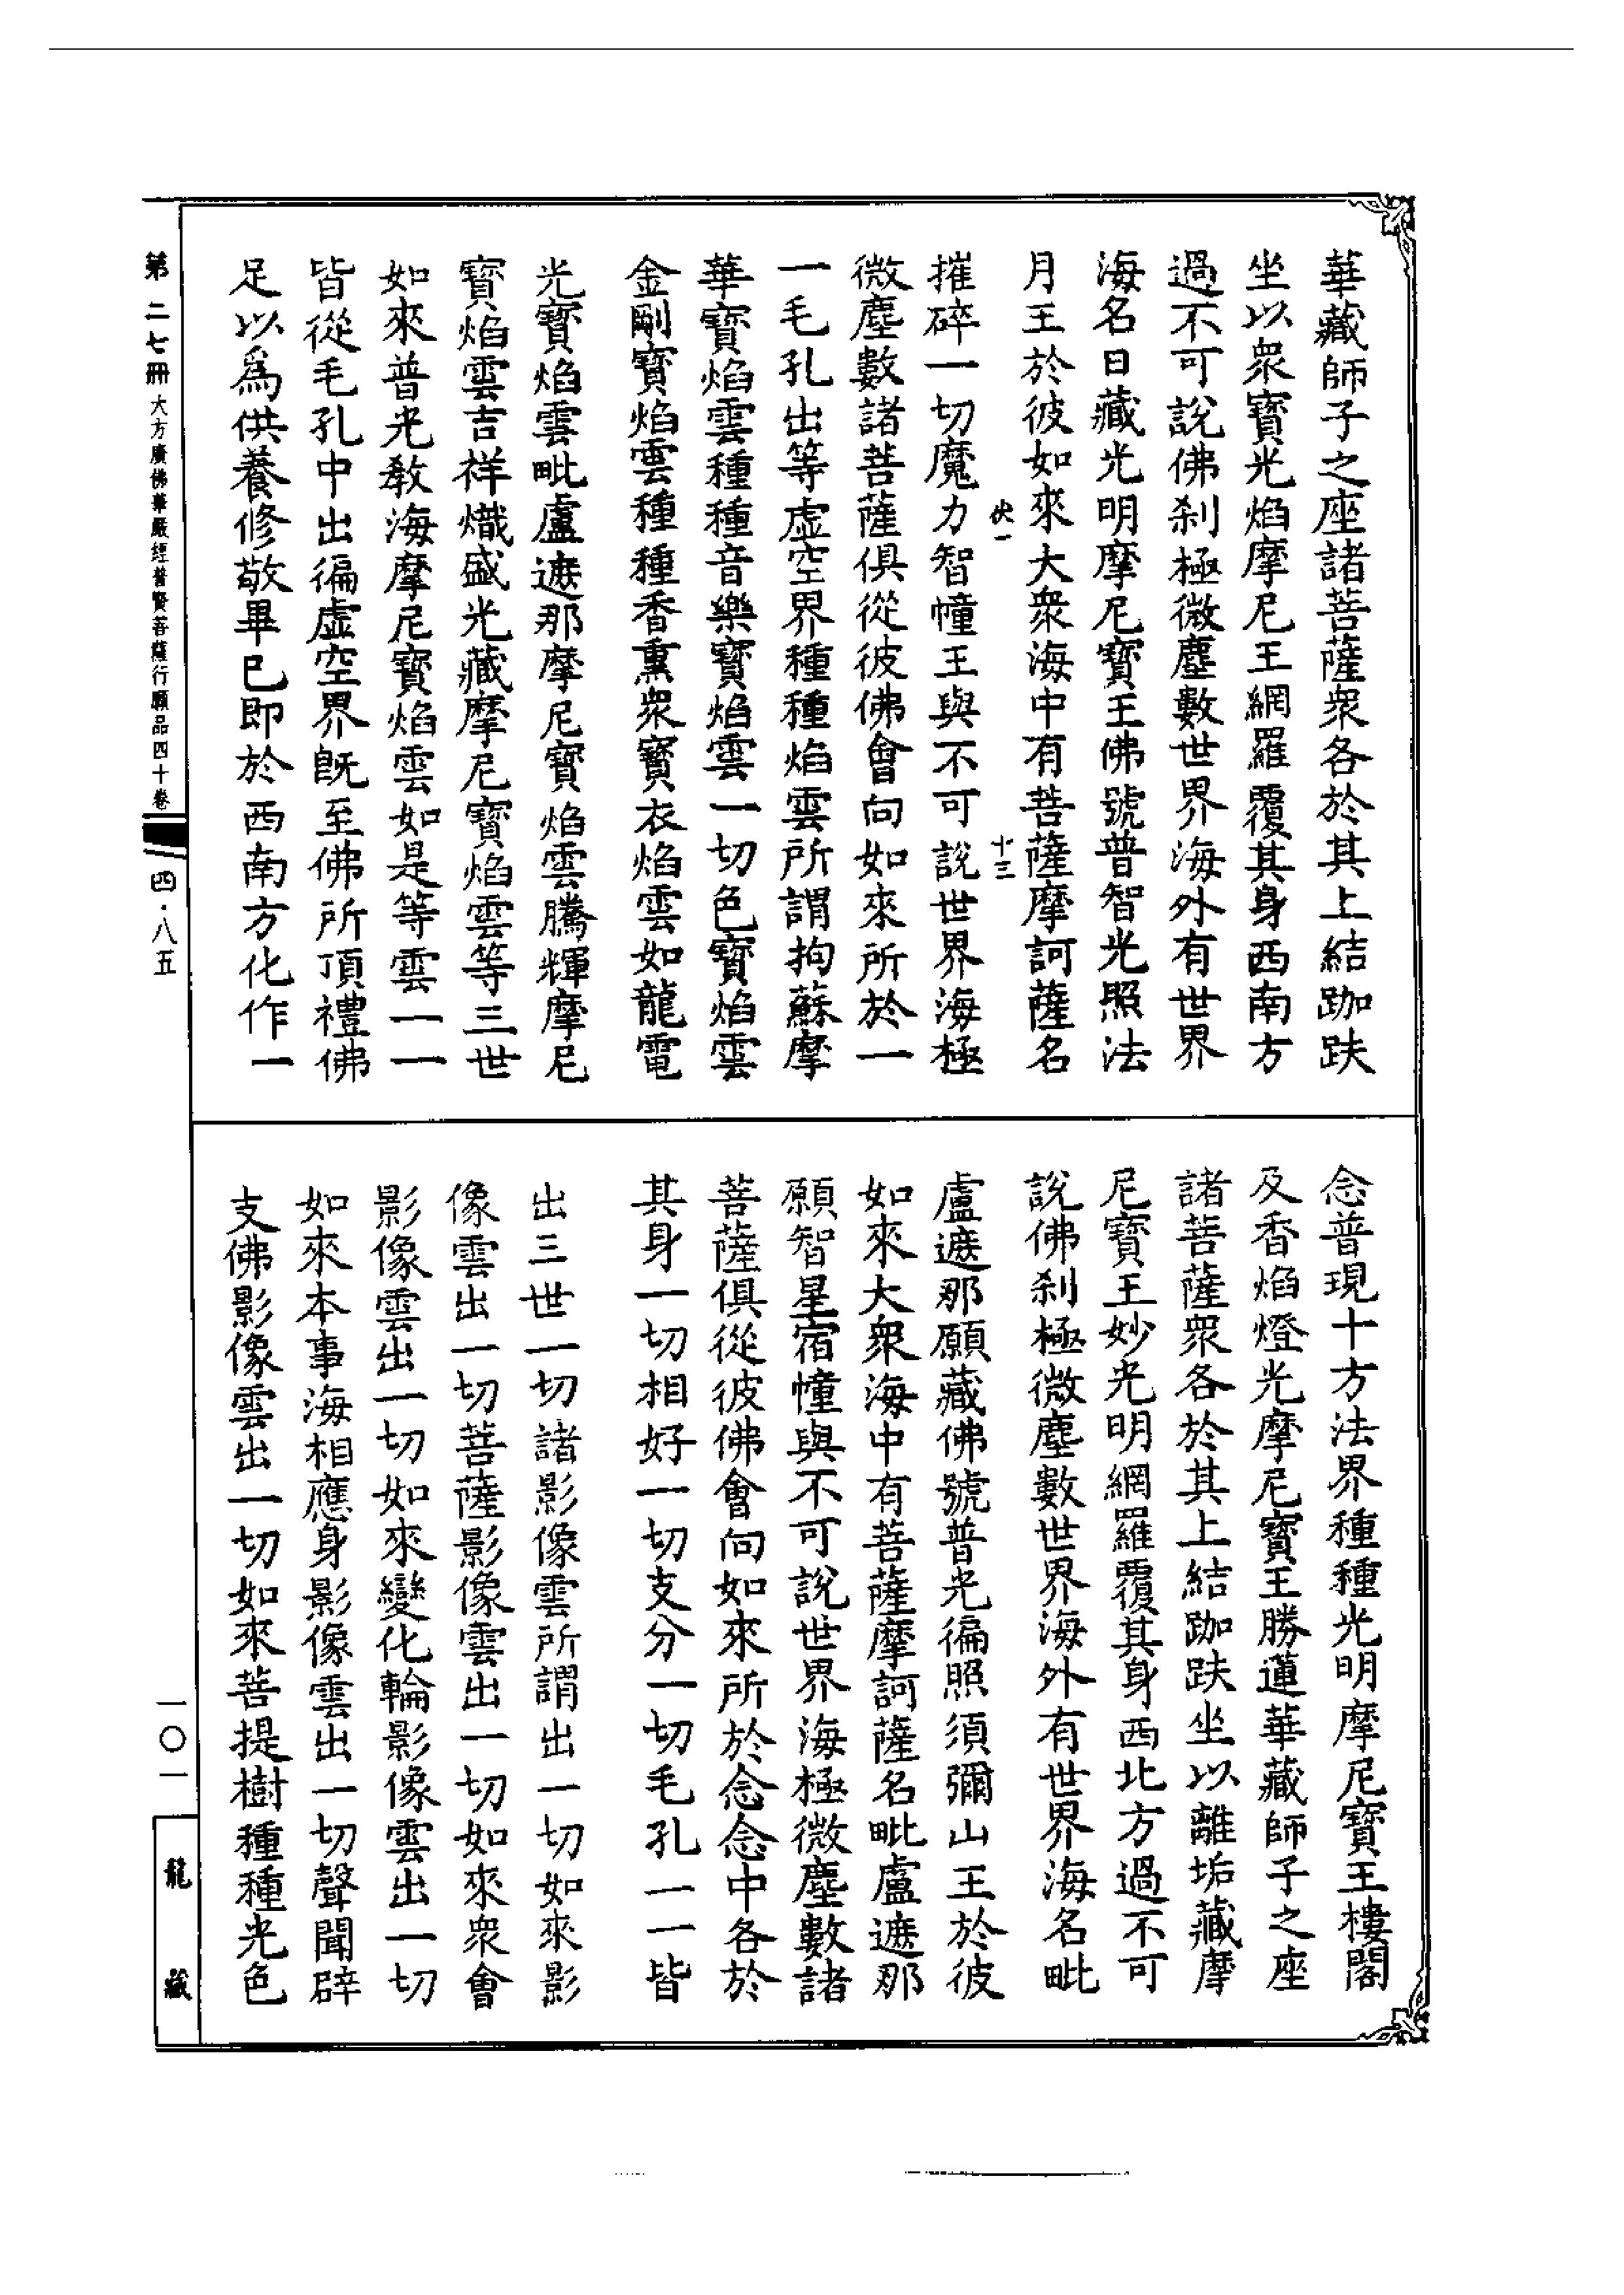 華藏師子之座諸菩薩衆各於其上結跏趺
坐以衆寳光焰摩尼王網羅覆其身西南方
過不可說佛刹極微塵數世界海外有世界
海名日藏光明摩尼寳王佛號普智光照法
月王於彼如來大衆海中有菩薩摩訶薩名
伏一　十三
摧碎一切魔力智幢王與不可說世界海極
微塵數諸菩薩俱從彼佛會向如來所於一
一毛孔出等虛空界種種焰雲所謂拘蘇摩
華寳焰雲種種音樂寳焰雲一切色寳焰雲
金剛寳焰雲種種香熏衆寳衣焰雲如龍電
光寳焰雲毗盧遮那摩尼寳焰雲騰輝摩尼
寳焰雲吉祥熾盛光藏摩尼寳焰雲等三世
如來普光教海摩尼寳焰雲如是等雲一一
皆從毛孔中出徧虛空界旣至佛所頂禮佛
足以爲供養修敬畢已即於西南方化作一
念普現十方法界種種光明摩尼寳王樓閣
及香焰燈光摩尼寳王勝蓮華藏師子之座
諸菩薩衆各於其上結跏趺坐以離垢藏摩
尼寳王妙光明網羅覆其身西北方過不可
說佛刹極微塵數世界海外有世界海名毗
盧遮那願藏佛號普光徧照須彌山王於彼
如來大衆海中有菩薩摩訶薩名毗盧遮那
願智星宿幢與不可說世界海極微塵數諸
菩薩俱從彼佛會向如來所於念念中各於
其身一切相好一切支分一切毛孔一一皆
出三世一切諸影像雲所謂出一切如來影
像雲出一切菩薩影像雲出一切如來衆會
影像雲出一切如來變化輪影像雲出一切
如來本事海相應身影像雲出一切聲聞辟
支佛影像雲出一切如來菩提樹種種光色
第二七冊 大方廣佛華嚴經普賢菩薩行願品四十卷 四·八五
一〇一
龍藏